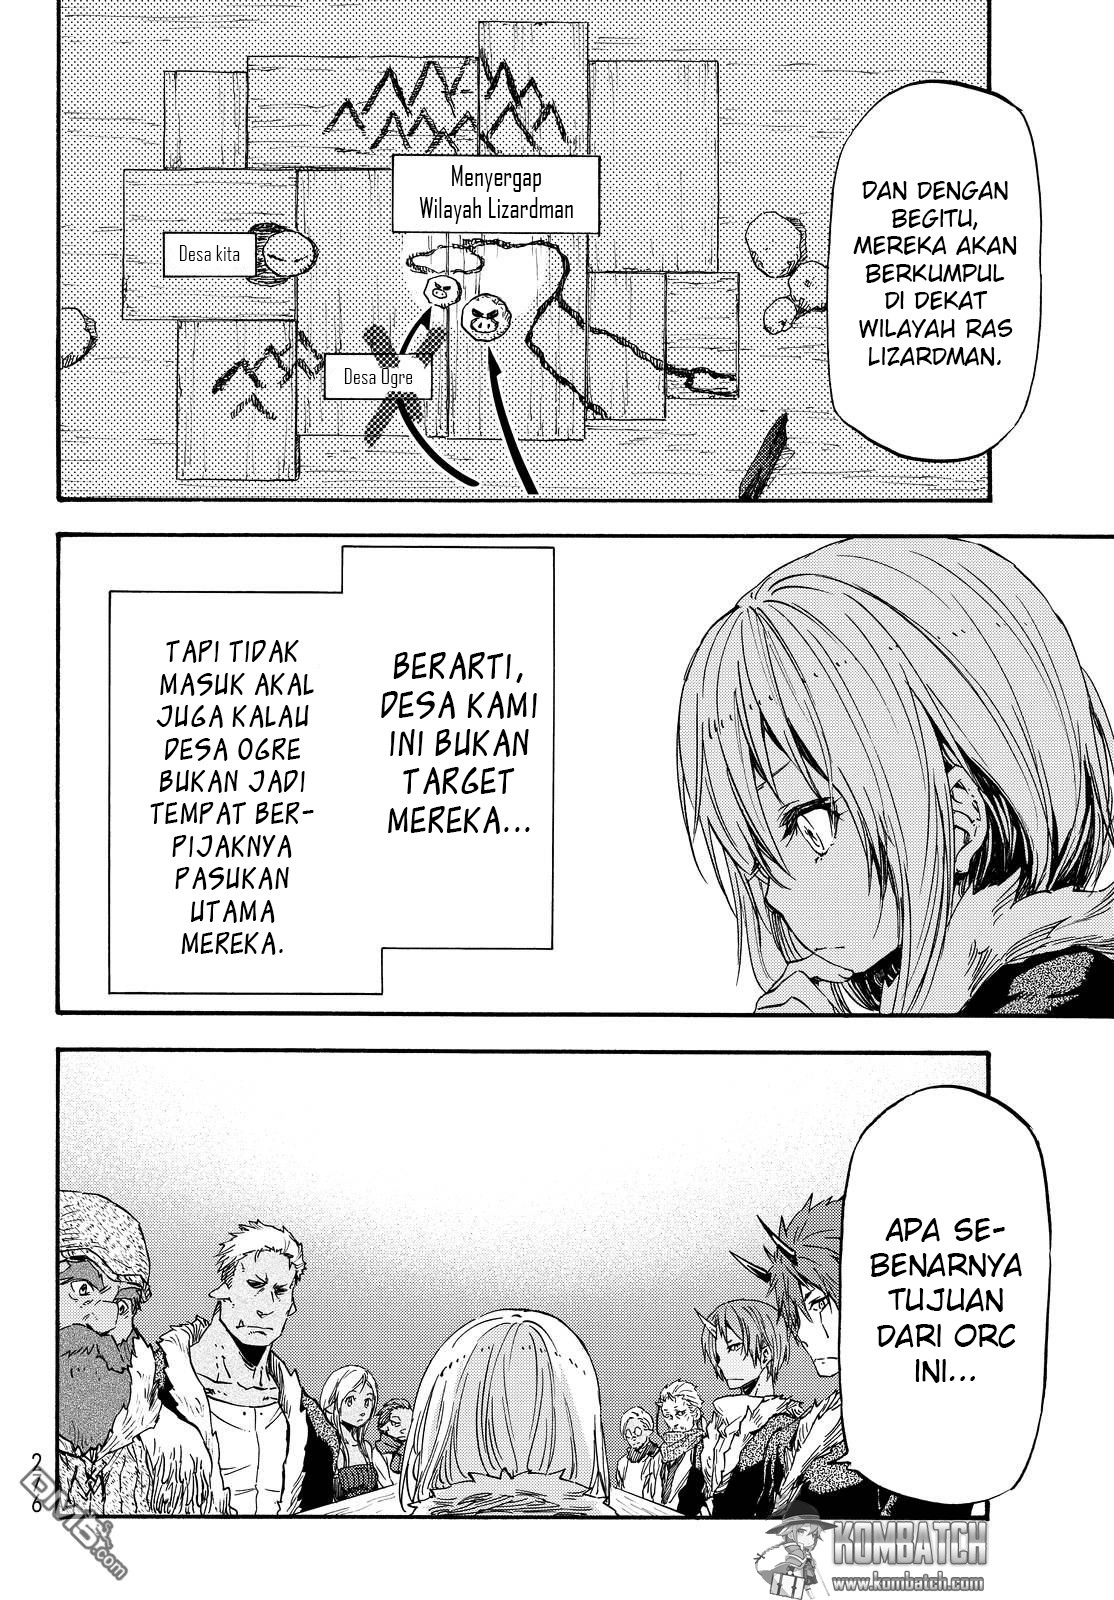 DAN DENGAN
BEGITU,
MEREKA AKAN
BERKUMPUL
DI DEKAT
WILAYAH RAS
LIZARDMAN.
Menyergap
Wilayah Lizardman
Desa kita
Desa Ogre
BERARTI,
DESA KAMI
INI BUKAN
TARGET
MEREKA...
TAPI TIDAK
MASUK AKAL
JUGA KALAU
DESA OGRE
BUKAN JADI
TEMPAT BER-
PIJAKNYA
PASUKAN
UTAMA
MEREKA.
APA SE-
BENARNYA
TUJUAN
DARI ORC
INI...
276
KOMBATCH
www.kombatch.com